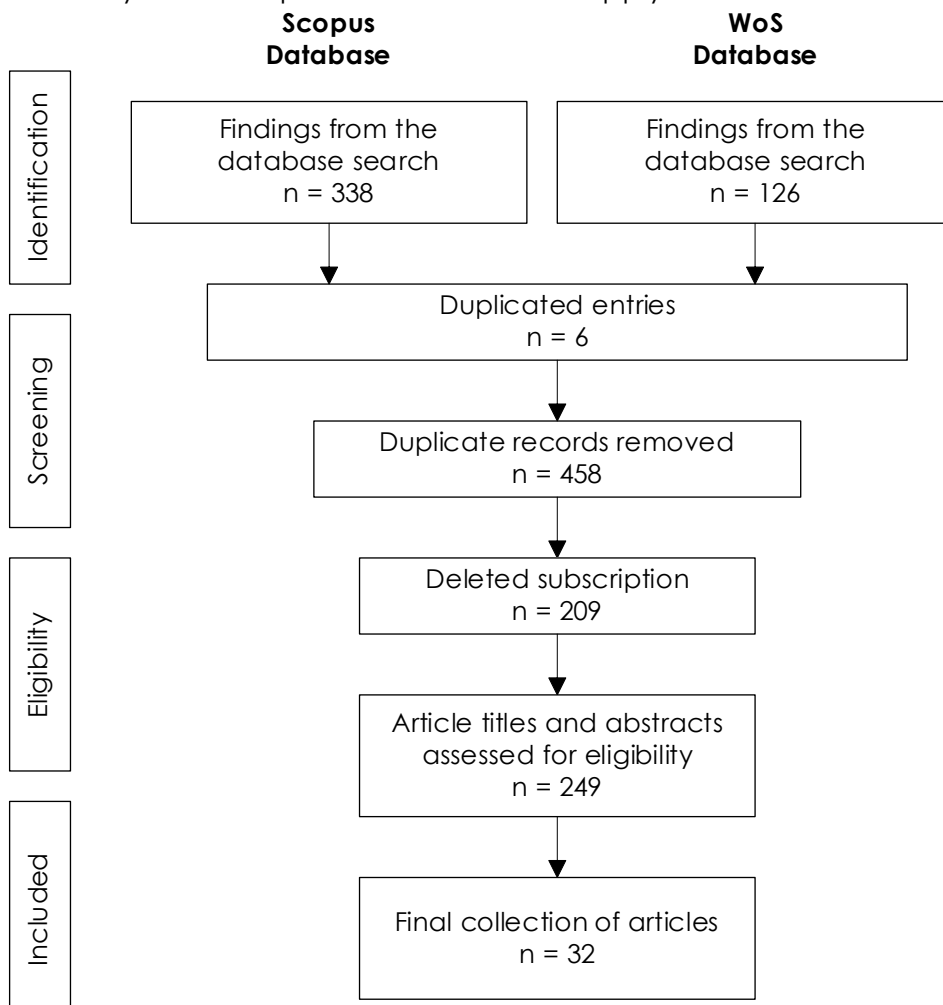 Scopus
Database
WoS
Database
Identification
Findings from the
database search
n = 338
Findings from the
database search
n = 126
Duplicated entries
n = 6
Screening
Duplicate records removed
n = 458
Deleted subscription
n = 209
Eligibility
Article titles and abstracts
assessed for eligibility
n = 249
Included
Final collection of articles
n = 32